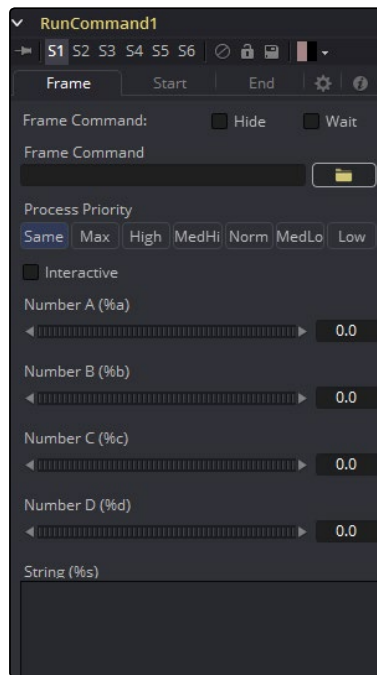 RunCommand1
S1 S2 S3 S4 S5 S6
Frame Start End
Frame Command: Hide Wait
Frame Command
Process Priority
Same Max High MedHi Norm MedLo Low
Interactive
Number A (%a)
0.0
Number B (%b)
0.0
Number C (%c)
0.0
Number D (%d)
0.0
String (%s)